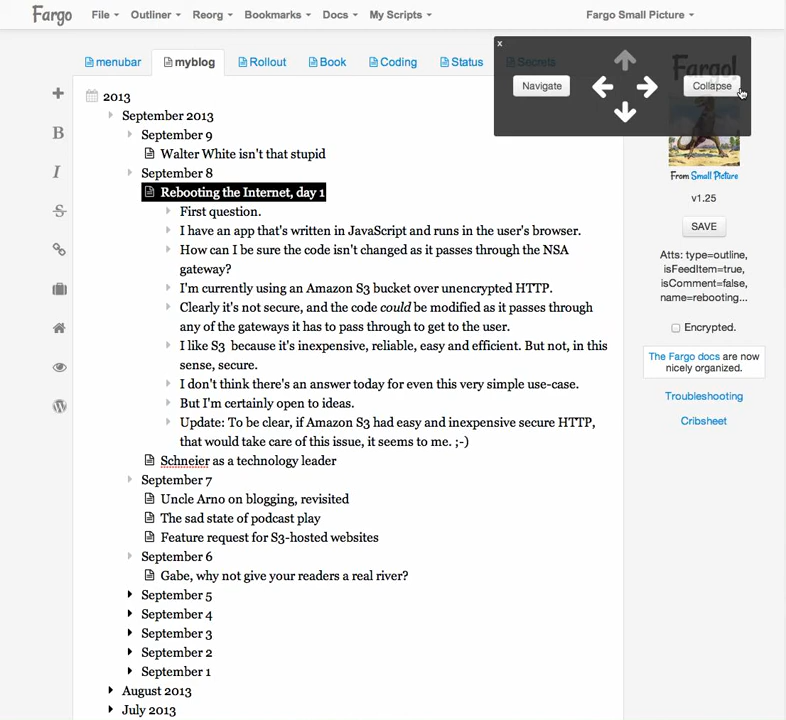 Fargo File Outliner Reorg Bookmarks Docs My Scripts Fargo Small Picture
menubar myblog Rollout Book Coding Status Secrets
x
Navigate Collapse
Fargo!
2013
September 2013
September 9
Walter White isn't that stupid
September 8
Rebooting the Internet, day 1
First question.
I have an app that's written in JavaScript and runs in the user's browser.
How can I be sure the code isn't changed as it passes through the NSA
gateway?
I'm currently using an Amazon S3 bucket over unencrypted HTTP.
Clearly it's not secure, and the code could be modified as it passes through
any of the gateways it has to pass through to get to the user.
I like S3 because it's inexpensive, reliable, easy and efficient. But not, in this
sense, secure.
I don't think there's an answer today for even this very simple use-case.
But I'm certainly open to ideas.
Update: To be clear, if Amazon S3 had easy and inexpensive secure HTTP,
that would take care of this issue, it seems to me. ;-)
Schneier as a technology leader
September 7
Uncle Arno on blogging, revisited
The sad state of podcast play
Feature request for S3-hosted websites
September 6
Gabe, why not give your readers a real river?
September 5
September 4
September 3
September 2
September 1
August 2013
July 2013
B
I
S
From Small Picture
v1.25
SAVE
Atts: type=outline,
isFeedItem=true,
isComment=false,
name=rebooting...
Encrypted.
The Fargo docs are now
nicely organized.
Troubleshooting
Cribsheet